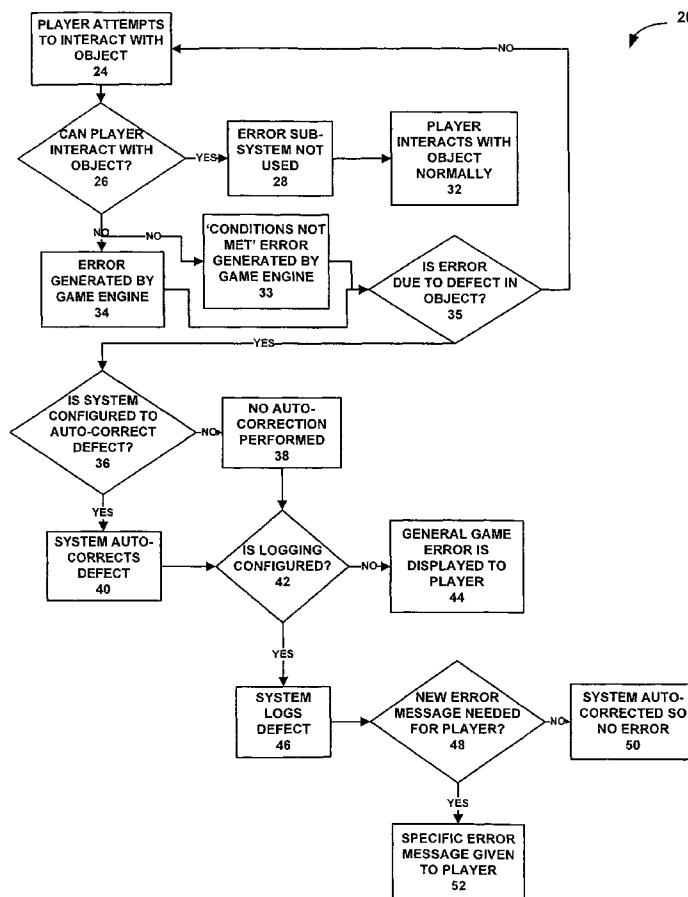 20
PLAYER ATTEMPTS
TO INTERACT WITH
OBJECT
24
NO
CAN PLAYER
INTERACT WITH
OBJECT?
26
YES
ERROR SUB-
SYSTEM NOT
USED
28
PLAYER
INTERACTS WITH
OBJECT
NORMALLY
32
NO
NO
ERROR
GENERATED BY
GAME ENGINE
34
'CONDITIONS NOT
MET' ERROR
GENERATED BY
GAME ENGINE
33
IS ERROR
DUE TO DEFECT IN
OBJECT?
35
YES
IS SYSTEM
CONFIGURED TO
AUTO-CORRECT
DEFECT?
36
NO
NO AUTO-
CORRECTION
PERFORMED
38
YES
SYSTEM AUTO-
CORRECTS
DEFECT
40
IS LOGGING
CONFIGURED?
42
NO
GENERAL GAME
ERROR IS
DISPLAYED TO
PLAYER
44
YES
SYSTEM
LOGS
DEFECT
46
NEW ERROR
MESSAGE NEEDED
FOR PLAYER?
48
NO
SYSTEM AUTO-
CORRECTED SO
NO ERROR
50
YES
SPECIFIC ERROR
MESSAGE GIVEN
TO PLAYER
52